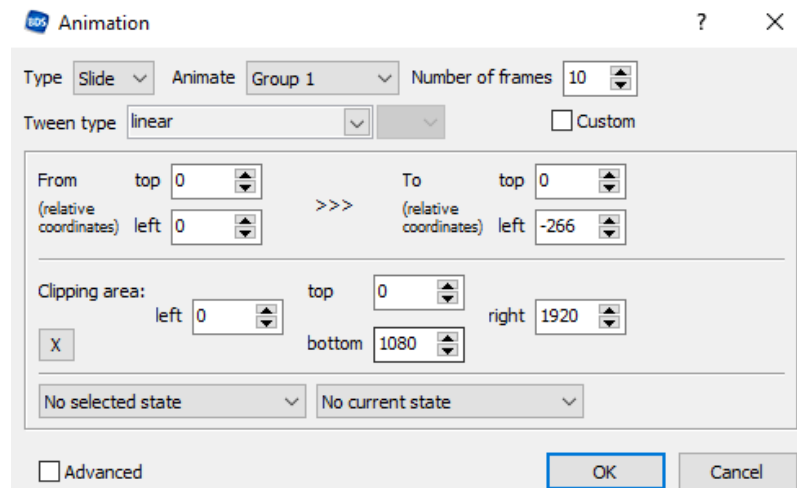 BDS Animation ? X
Type Slide Animate Group 1 Number of frames 10
Tween type linear Custom
From top 0 >>> To top 0
(relative coordinates) left 0 (relative coordinates) left -266
Clipping area: top 0
left 0 right 1920
X bottom 1080
No selected state No current state
Advanced OK Cancel